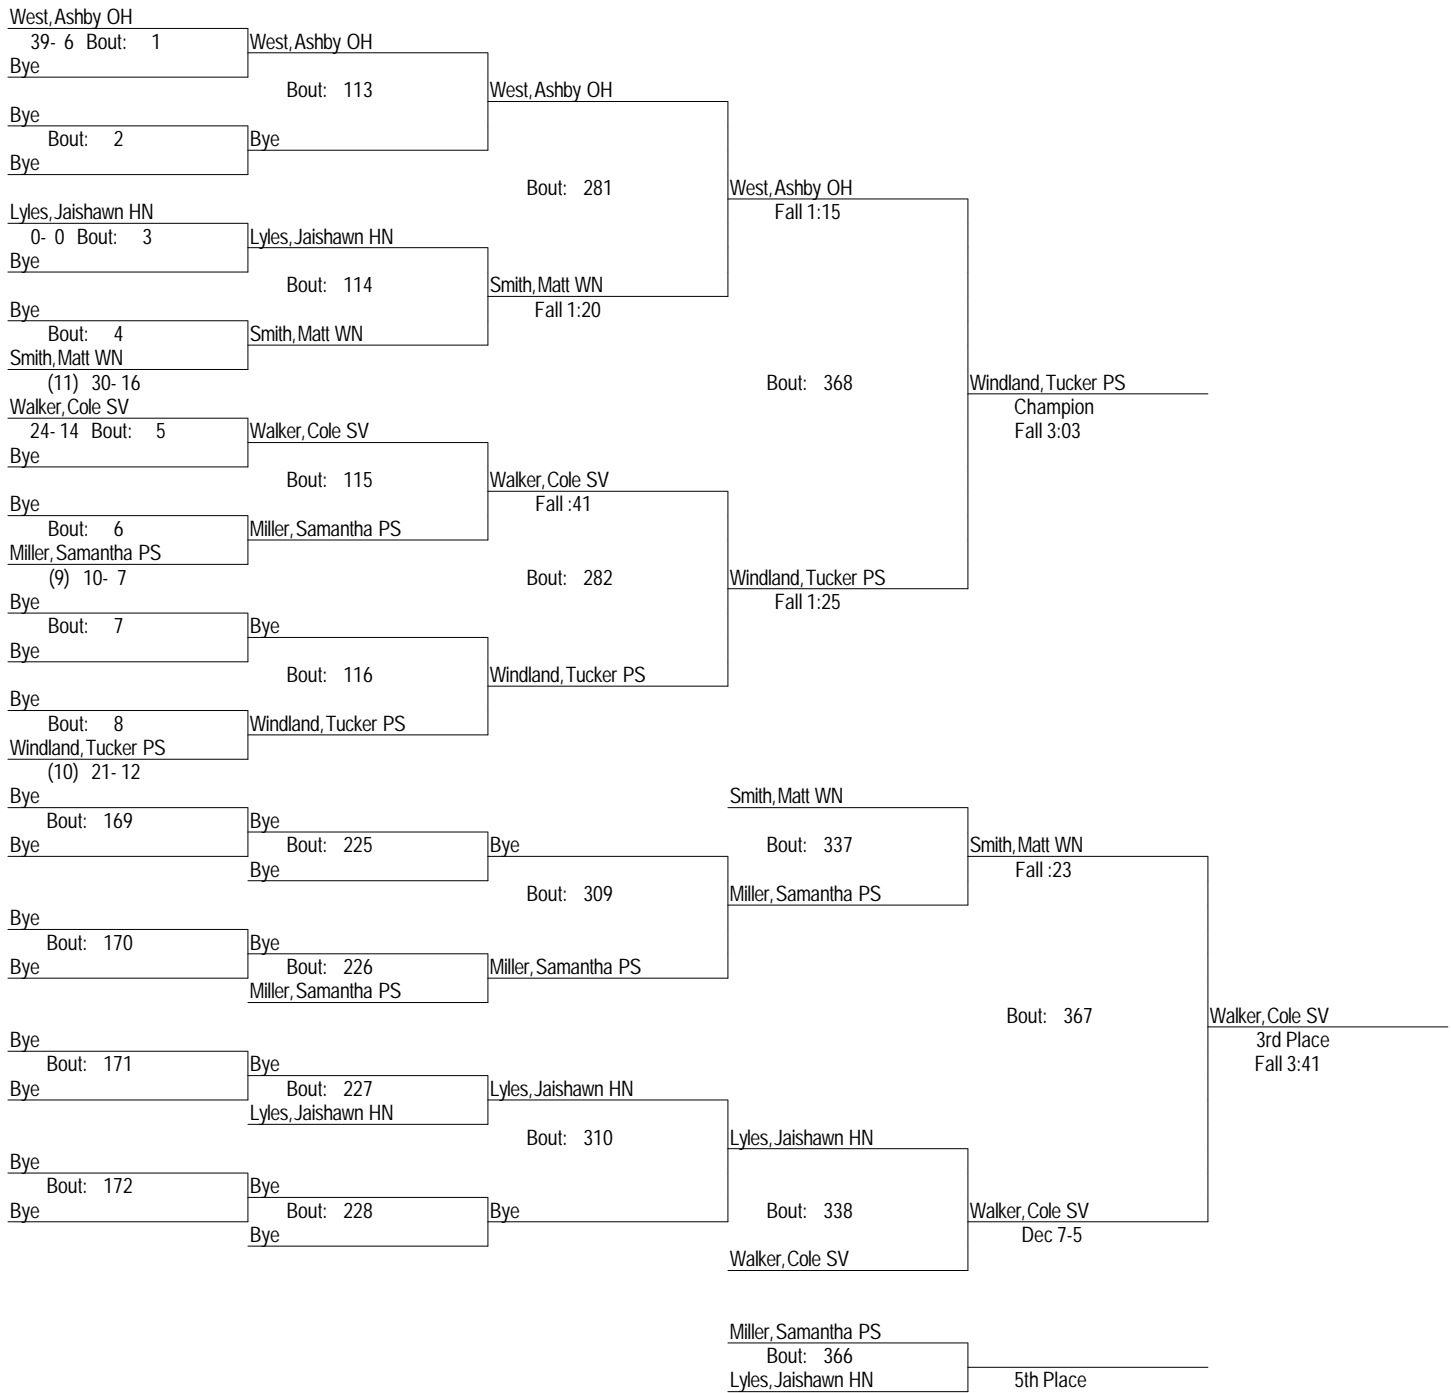 West, Ashby OH
39- 6 Bout: 1
Bye
West, Ashby OH
Bout: 113
West, Ashby OH
Bye
Bout: 2
Bye
Bye
Bout: 281
West, Ashby OH
Fall 1:15
Lyles, Jaishawn HN
0- 0 Bout: 3
Bye
Lyles, Jaishawn HN
Bout: 114
Smith, Matt WN
Fall 1:20
Bye
Bout: 4
Smith, Matt WN
(11) 30- 16
Smith, Matt WN
Bout: 368
Windland, Tucker PS
Champion
Fall 3:03
Walker, Cole SV
24- 14 Bout: 5
Bye
Walker, Cole SV
Bout: 115
Walker, Cole SV
Fall :41
Bye
Bout: 6
Miller, Samantha PS
(9) 10- 7
Miller, Samantha PS
Bout: 282
Windland, Tucker PS
Fall 1:25
Bye
Bout: 7
Bye
Bye
Bout: 116
Windland, Tucker PS
Bye
Bout: 8
Windland, Tucker PS
(10) 21- 12
Windland, Tucker PS
Bye
Bout: 169
Bye
Bye
Bout: 225
Bye
Bye
Bout: 309
Smith, Matt WN
Bout: 337
Miller, Samantha PS
Smith, Matt WN
Fall :23
Bye
Bout: 170
Bye
Bye
Bout: 226
Miller, Samantha PS
Miller, Samantha PS
Bout: 367
Walker, Cole SV
3rd Place
Fall 3:41
Bye
Bout: 171
Bye
Bye
Bout: 227
Lyles, Jaishawn HN
Lyles, Jaishawn HN
Bout: 310
Lyles, Jaishawn HN
Bye
Bout: 172
Bye
Bye
Bout: 228
Bye
Bye
Bout: 338
Walker, Cole SV
Walker, Cole SV
Dec 7-5
Miller, Samantha PS
Bout: 366
Lyles, Jaishawn HN
5th Place